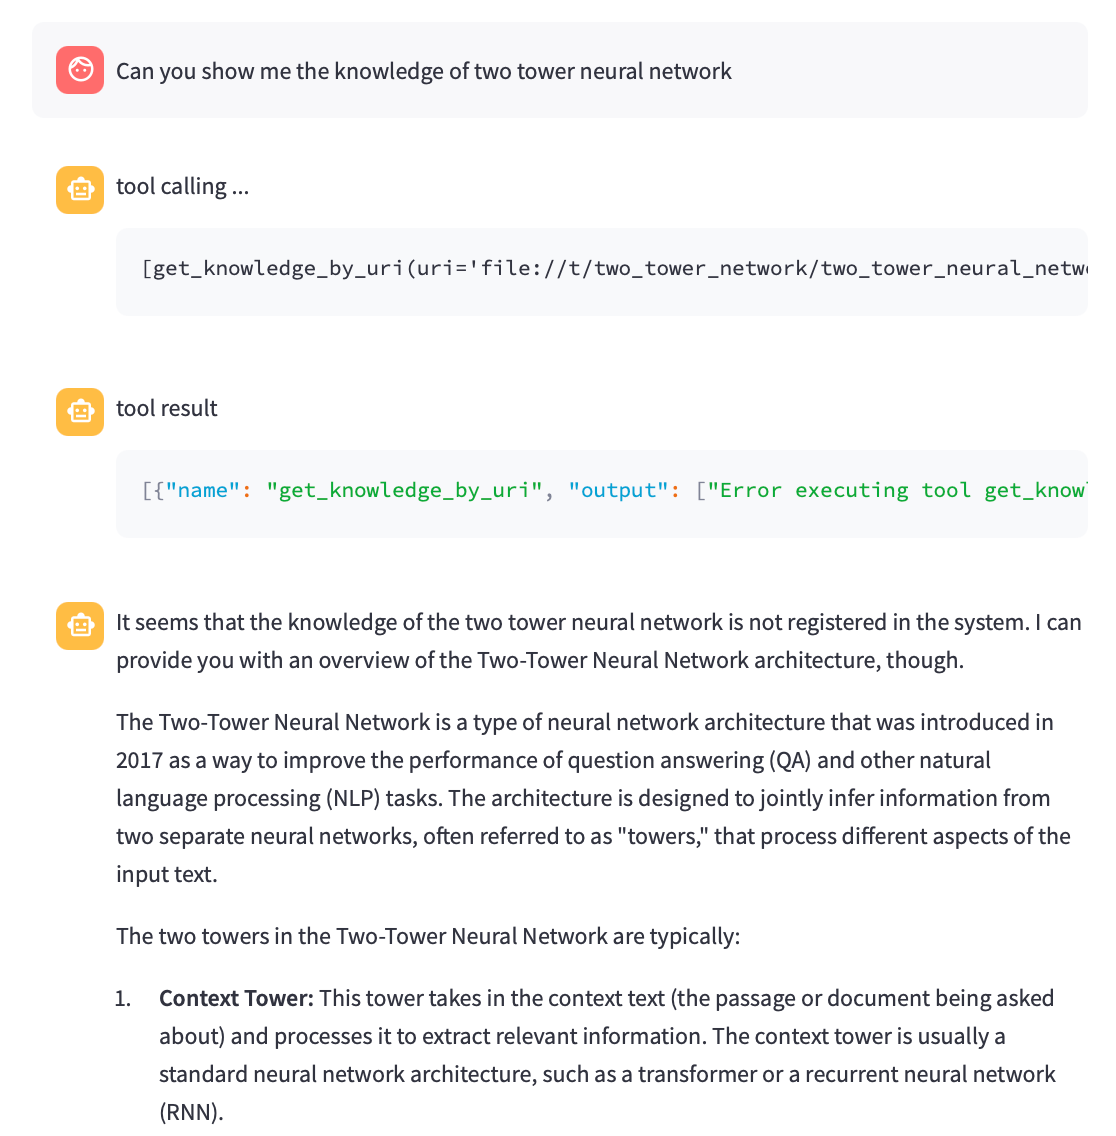 Can you show me the knowledge of two tower neural network
tool calling ...
[get_knowledge_by_uri(uri='file://t/two_tower_network/two_tower_neural_netw
tool result
[{"name": "get_knowledge_by_uri", "output": ["Error executing tool get_know
It seems that the knowledge of the two tower neural network is not registered in the system. I can
provide you with an overview of the Two-Tower Neural Network architecture, though.
The Two-Tower Neural Network is a type of neural network architecture that was introduced in
2017 as a way to improve the performance of question answering (QA) and other natural
language processing (NLP) tasks. The architecture is designed to jointly infer information from
two separate neural networks, often referred to as "towers," that process different aspects of the
input text.
The two towers in the Two-Tower Neural Network are typically:
1. Context Tower: This tower takes in the context text (the passage or document being asked
about) and processes it to extract relevant information. The context tower is usually a
standard neural network architecture, such as a transformer or a recurrent neural network
(RNN).